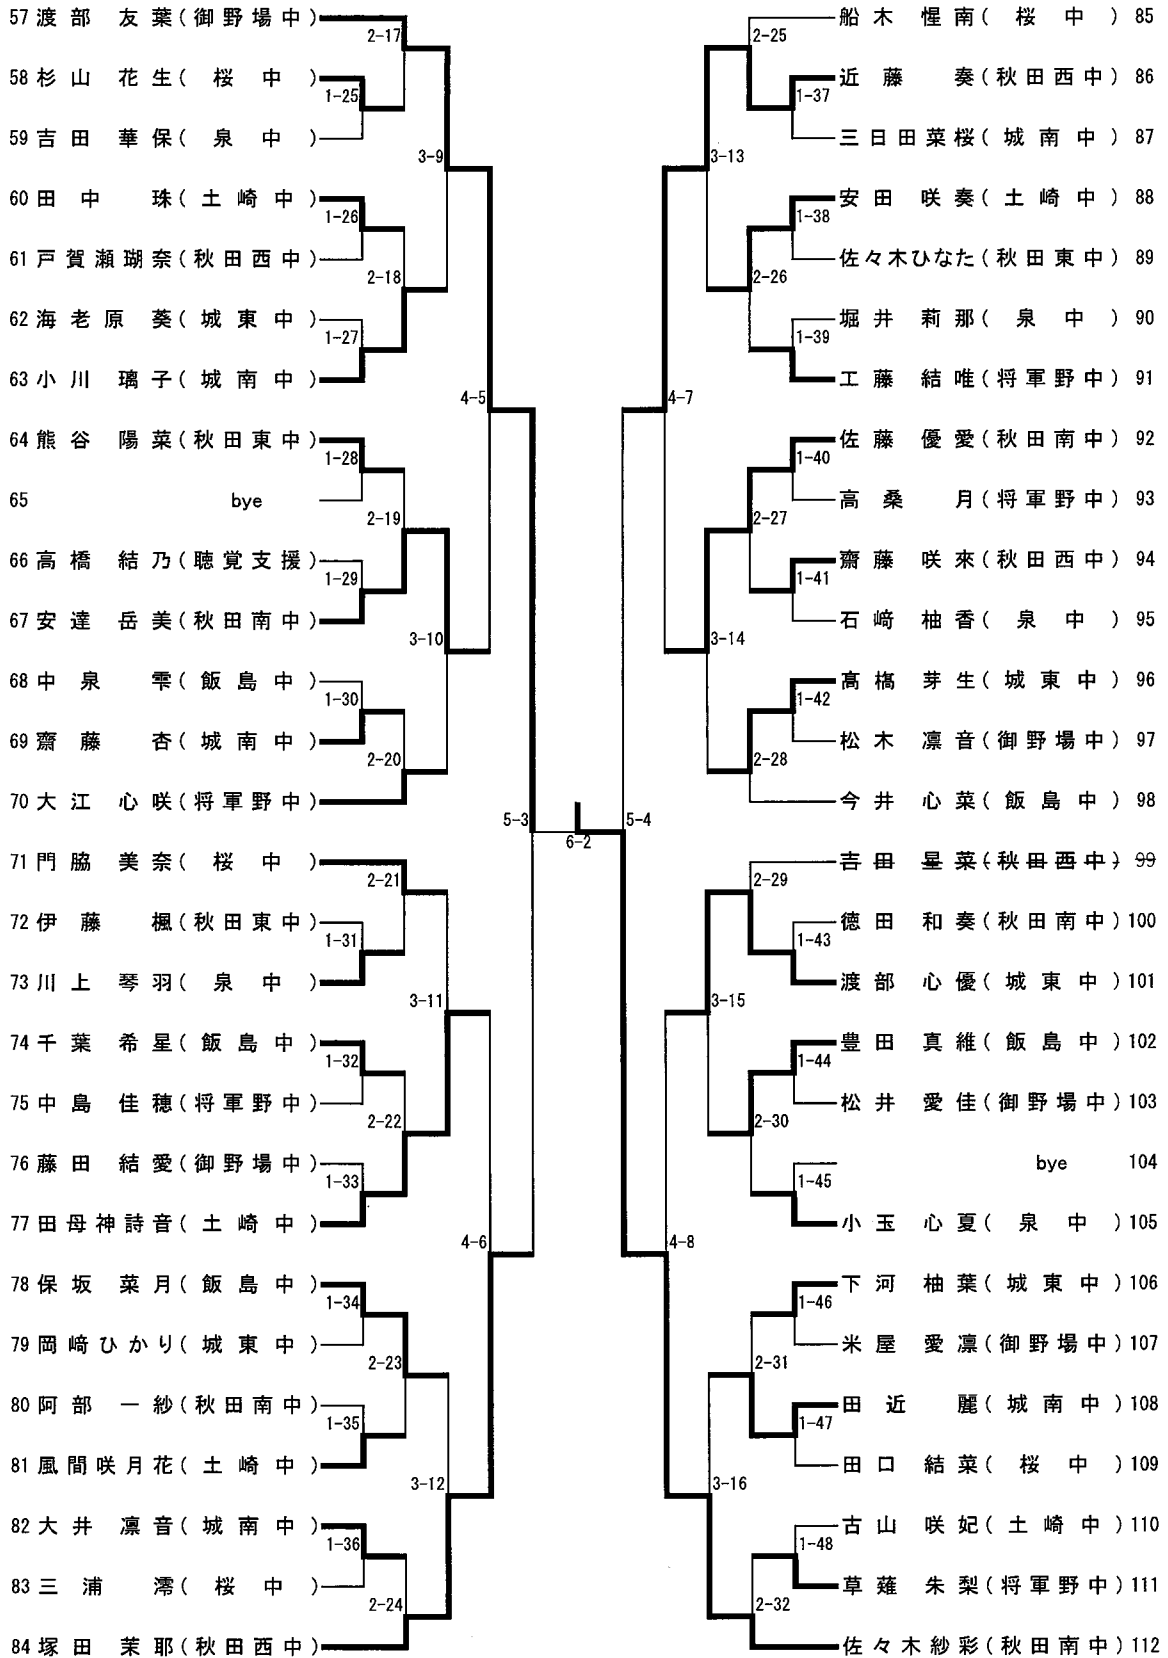 57 渡部 友葉(御野場中)
2-17
58 杉山 花生(桜中)
1-25
59 吉田 華保(泉中)
3-9
60 田中 珠(土崎中)
1-26
61 戸賀瀬瑚奈(秋田西中)
2-18
62 海老原 葵(城東中)
1-27
63 小川 璃子(城南中)
4-5
64 熊谷 陽菜(秋田東中)
1-28
65 bye
2-19
66 高橋 結乃(聴覚支援)
1-29
67 安達 岳美(秋田南中)
3-10
68 中泉 雫(飯島中)
1-30
69 齋藤 杏(城南中)
2-20
70 大江 心咲(将軍野中)
5-3
71 門脇 美奈(桜中)
2-21
72 伊藤 楓(秋田東中)
1-31
73 川上 琴羽(泉中)
3-11
74 千葉 希星(飯島中)
1-32
75 中島 佳穂(将軍野中)
2-22
76 藤田 結愛(御野場中)
1-33
77 田母神詩音(土崎中)
4-6
78 保坂 菜月(飯島中)
1-34
79 岡﨑ひかり(城東中)
2-23
80 阿部 一紗(秋田南中)
1-35
81 風間咲月花(土崎中)
3-12
82 大井 凛音(城南中)
1-36
83 三浦 澪(桜中)
2-24
84 塚田 茉耶(秋田西中)
6-2
船木 惺南(桜中) 85
2-25
近藤 奏(秋田西中) 86
1-37
三日田菜桜(城南中) 87
3-13
安田 咲奏(土崎中) 88
1-38
佐々木ひなた(秋田東中) 89
2-26
堀井 莉那(泉中) 90
1-39
工藤 結唯(将軍野中) 91
4-7
佐藤 優愛(秋田南中) 92
1-40
高桑 月(将軍野中) 93
2-27
齋藤 咲來(秋田西中) 94
1-41
石﨑 柚香(泉中) 95
3-14
髙橋 芽生(城東中) 96
1-42
松木 凛音(御野場中) 97
2-28
今井 心菜(飯島中) 98
5-4
吉田 星菜(秋田西中) 99
2-29
徳田 和奏(秋田南中) 100
1-43
渡部 心優(城東中) 101
3-15
豊田 真維(飯島中) 102
1-44
松井 愛佳(御野場中) 103
2-30
bye 104
1-45
小玉 心夏(泉中) 105
4-8
下河 柚葉(城東中) 106
1-46
米屋 愛凛(御野場中) 107
2-31
田近 麗(城南中) 108
1-47
田口 結菜(桜中) 109
3-16
古山 咲妃(土崎中) 110
1-48
草薙 朱梨(将軍野中) 111
2-32
佐々木紗彩(秋田南中) 112